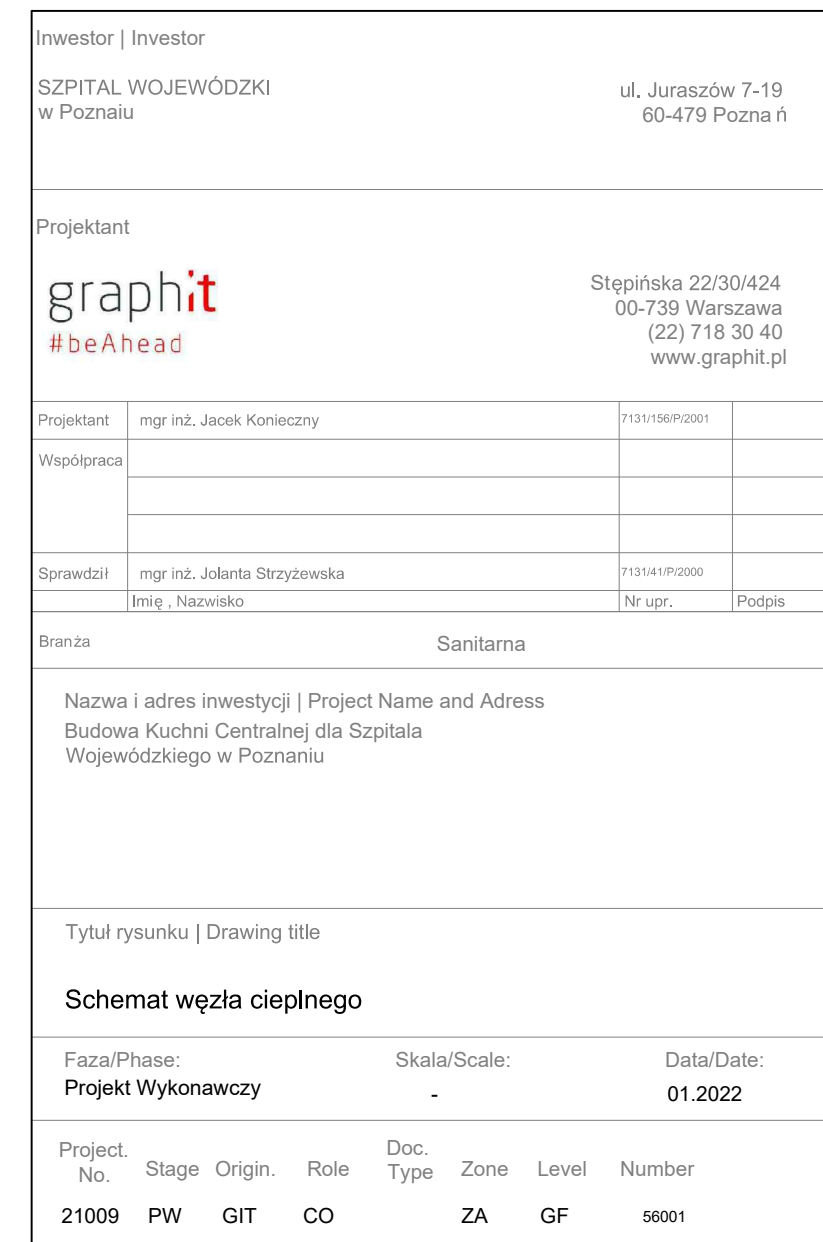 Inwestor | Investor
SZPITAL WOJEWÓDZKI
w Poznaiu
ul. Juraszów 7-19
60-479 Pozna ń
Projektant
graphit
#beAhead
Stępińska 22/30/424
00-739 Warszawa
(22) 718 30 40
www.graphit.pl
Projektant mgr inż. Jacek Konieczny 7131/156/P/2001
Współpraca
Sprawdził mgr inż. Jolanta Strzyżewska 7131/41/P/2000
Imię , Nazwisko Nr upr. Podpis
Branża Sanitarna
Nazwa i adres inwestycji | Project Name and Adress
Budowa Kuchni Centralnej dla Szpitala
Wojewódzkiego w Poznaniu
Tytuł rysunku | Drawing title
Schemat węzła cieplnego
Faza/Phase: Skala/Scale: Data/Date:
Projekt Wykonawczy - 01.2022
Project. No. Stage Origin. Role Doc. Type Zone Level Number
21009 PW GIT CO ZA GF 56001